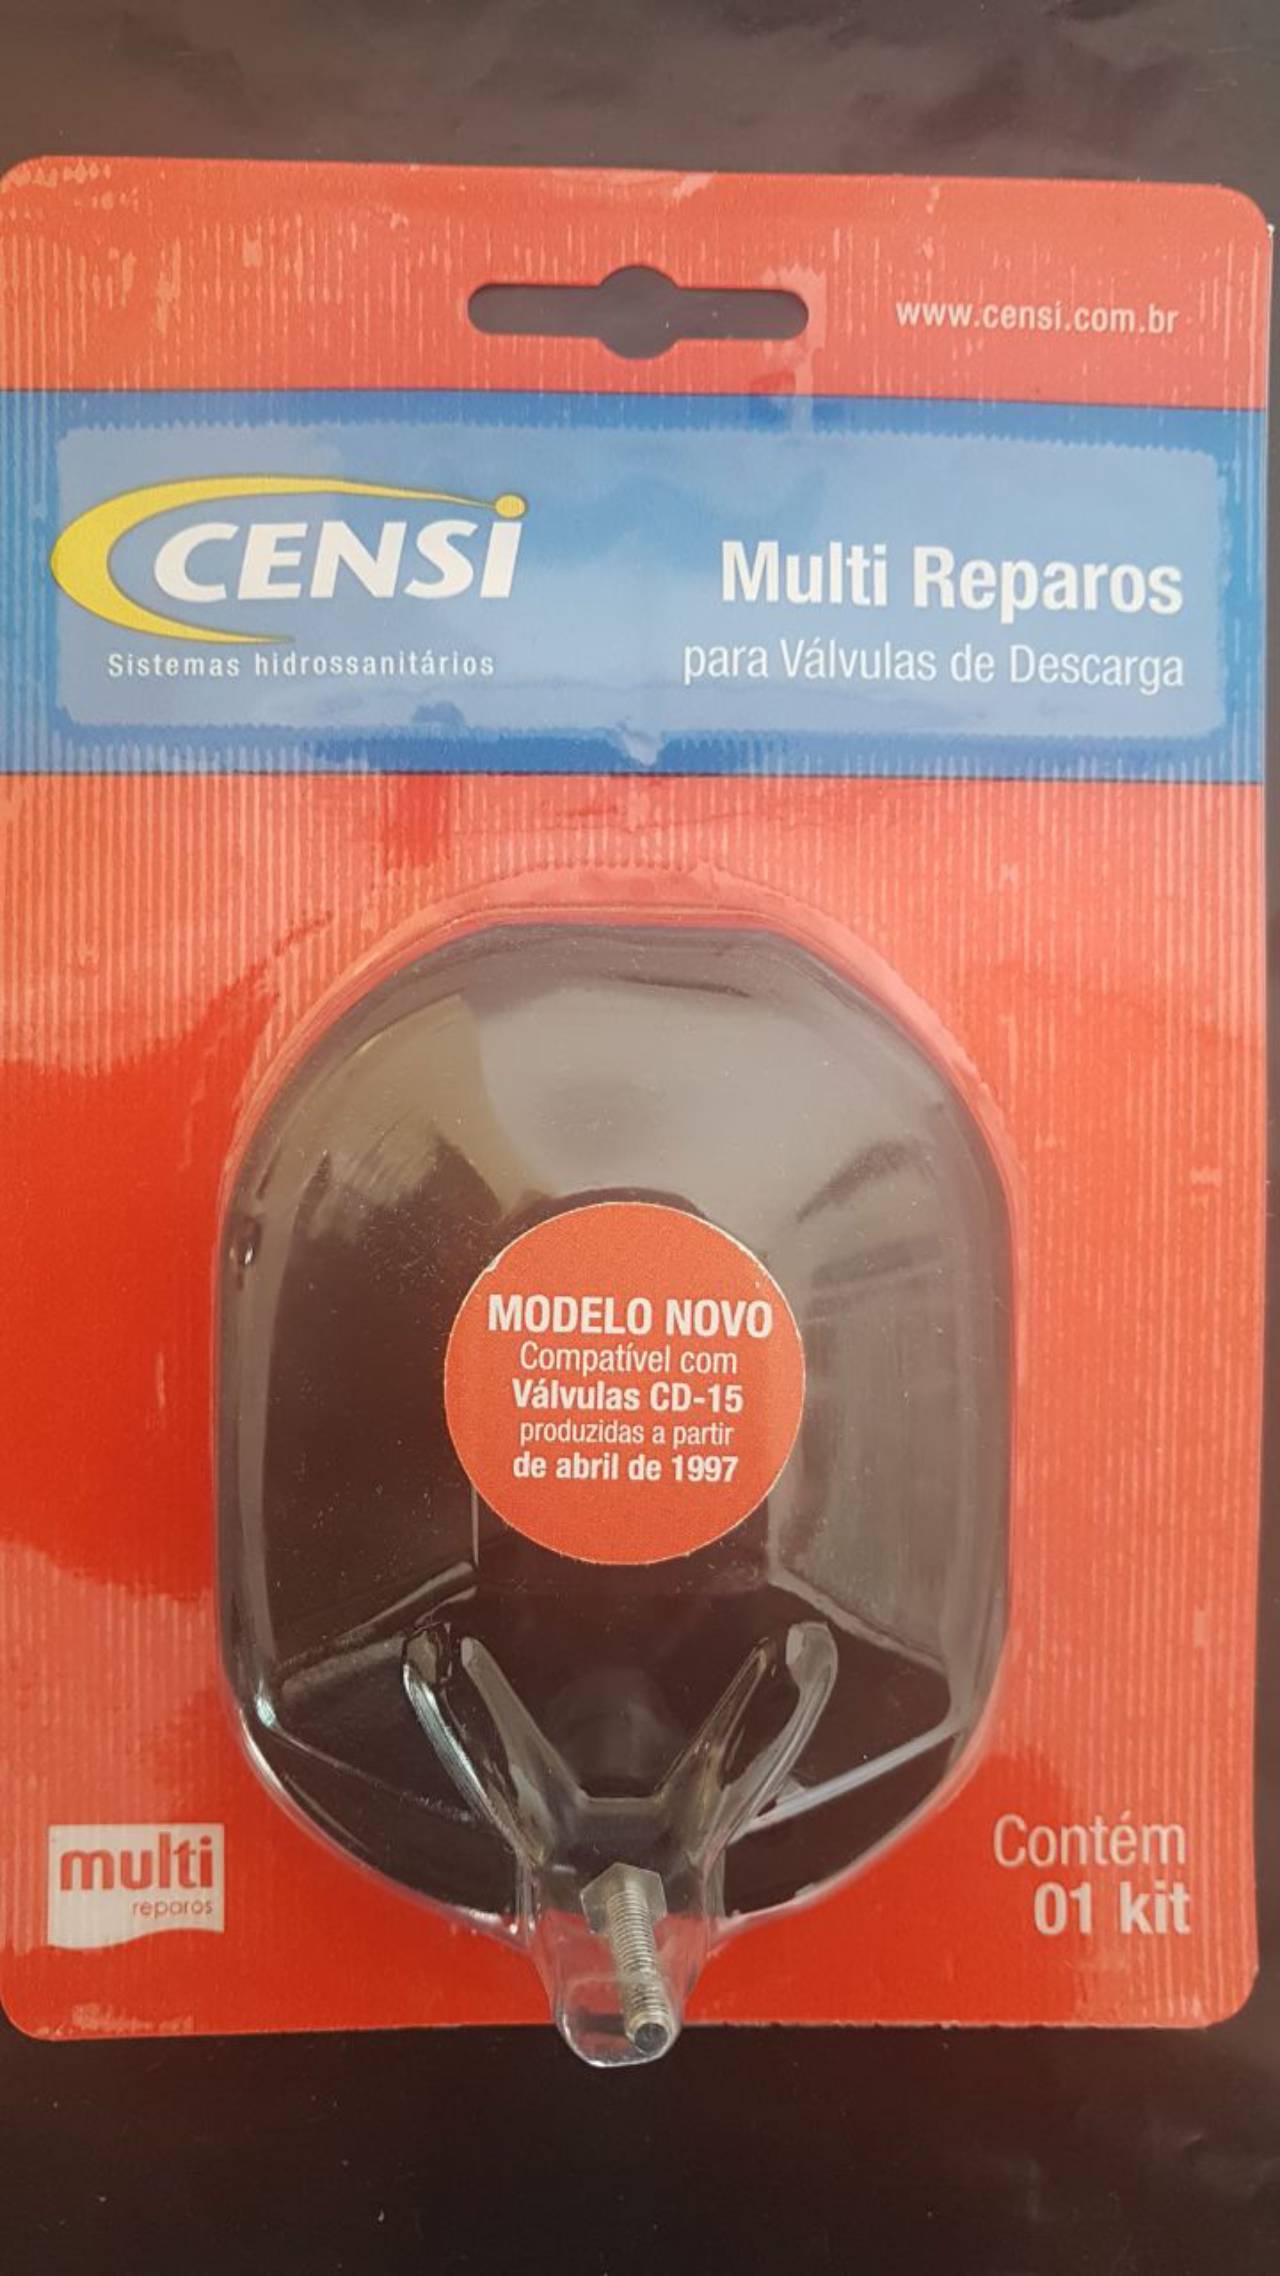 www.censi.com.br
CENSI
Sistemas hidrossanitários
Multi Reparos
para Válvulas de Descarga
MODELO NOVO
Compatível com
Válvulas CD-15
produzidas a partir
de abril de 1997
multi
reparos
Contém
01 kit